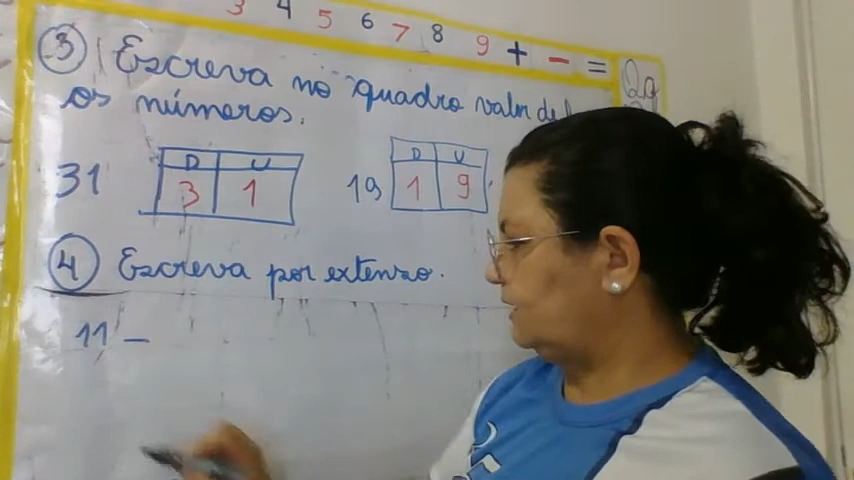 3 4 5 6 7 8 9 + - =
3 Escreva no quadro valor de
os números.
31 D U 19 D U
3 1 1 9
4 Escreva por extenso.
11 -